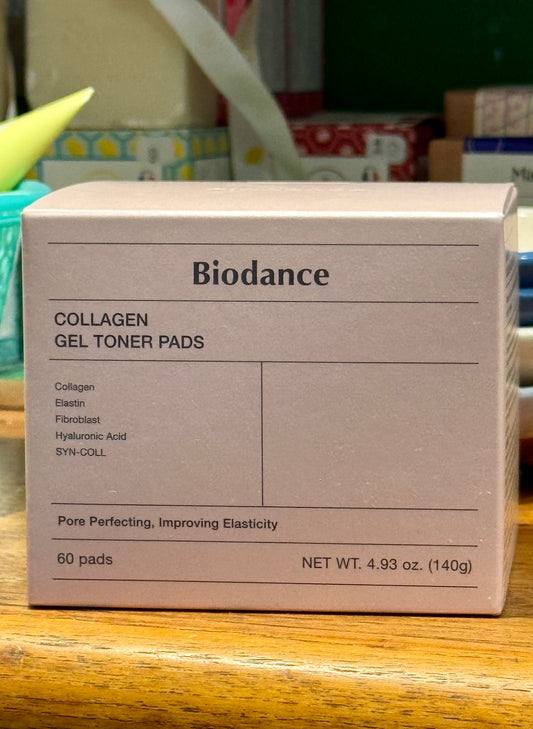 Biodance
COLLAGEN
GEL TONER PADS
Collagen
Elastin
Fibroblast
Hyaluronic Acid
SYN-COLL
Pore Perfecting, Improving Elasticity
60 pads
NET WT. 4.93 oz. (140g)